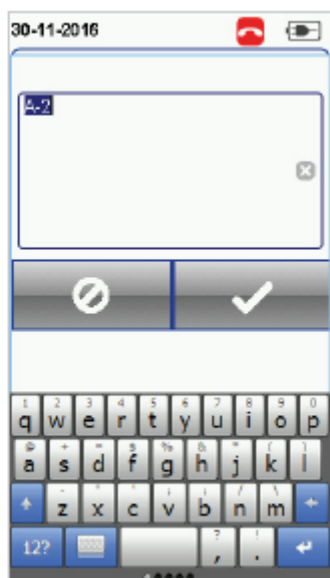 30-11-2016
A-2
1 2 3 4 5 6 7 8 9 0
q w e r t y u i o p
@ + = $ % & " ( )
a s d f g h j k l
- : ; / \
z x c v b n m
? !
12? , .